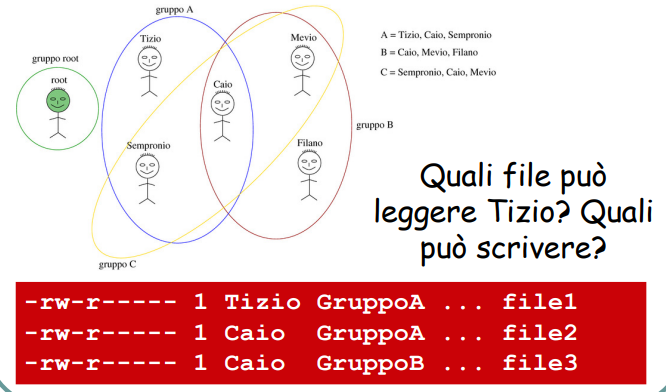 gruppo A
Tizio
Mevio
A = Tizio, Caio, Sempronio
B = Caio, Mevio, Filano
C = Sempronio, Caio, Mevio
gruppo root
root
Caio
gruppo B
Sempronio
Filano
gruppo C
Quali file può
leggere Tizio? Quali
può scrivere?
-rw-r----- 1 Tizio GruppoA ... file1
-rw-r----- 1 Caio  GruppoA ... file2
-rw-r----- 1 Caio  GruppoB ... file3